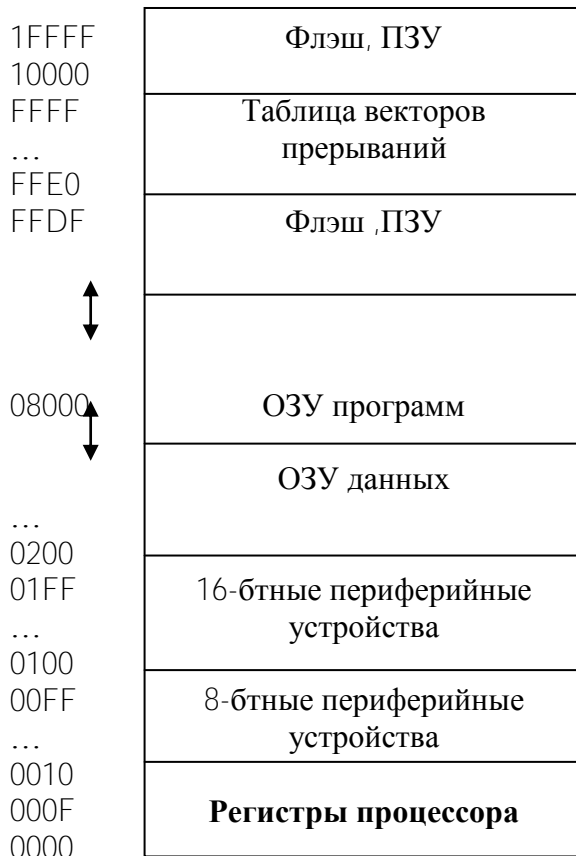 1FFFF
Флэш, ПЗУ
10000
FFFF
Таблица векторов
прерываний
...
FFE0
FFDF
Флэш ,ПЗУ
08000
ОЗУ программ
ОЗУ данных
...
0200
01FF
16-бтные периферийные
устройства
...
0100
00FF
8-бтные периферийные
устройства
...
0010
000F
Регистры процессора
0000